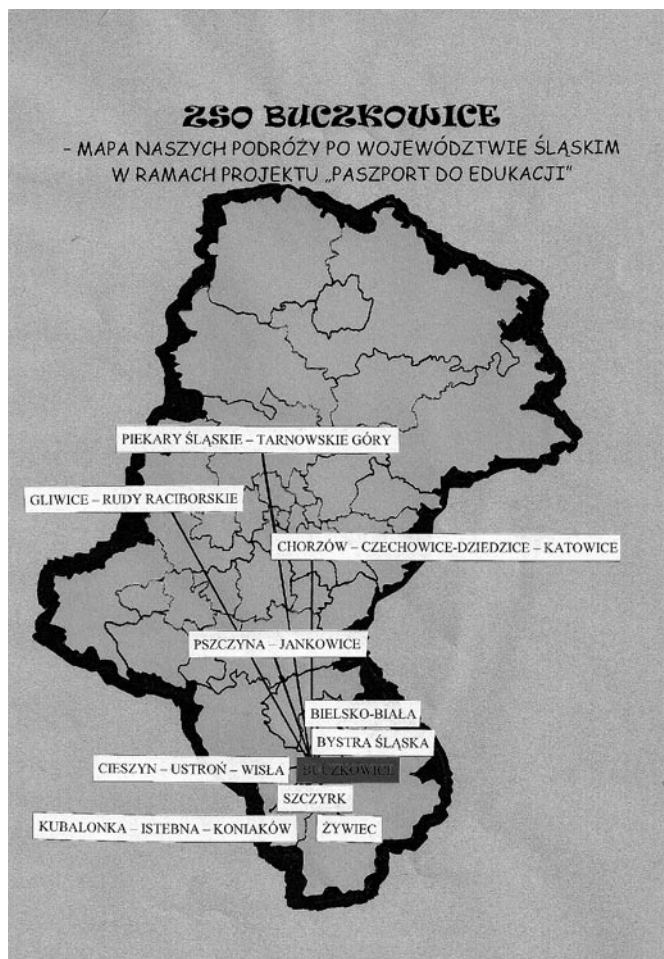 ZSO BUCZKOWICE
- MAPA NASZYCH PODRÓŻY PO WOJEWÓDZTWIE ŚLĄSKIM
W RAMACH PROJEKTU „PASZPORT DO EDUKACJI"
PIEKARY ŚLĄSKIE – TARNOWSKIE GÓRY
GLIWICE – RUDY RACIBORSKIE
CHORZÓW – CZECHOWICE-DZIEDZICE – KATOWICE
PSZCZYNA – JANKOWICE
BIELSKO-BIAŁA
BYSTRA ŚLĄSKA
CIESZYN – USTROŃ – WISŁA
BUCZKOWICE
SZCZYRK
KUBALONKA – ISTEBNA – KONIAKÓW
ŻYWIEC